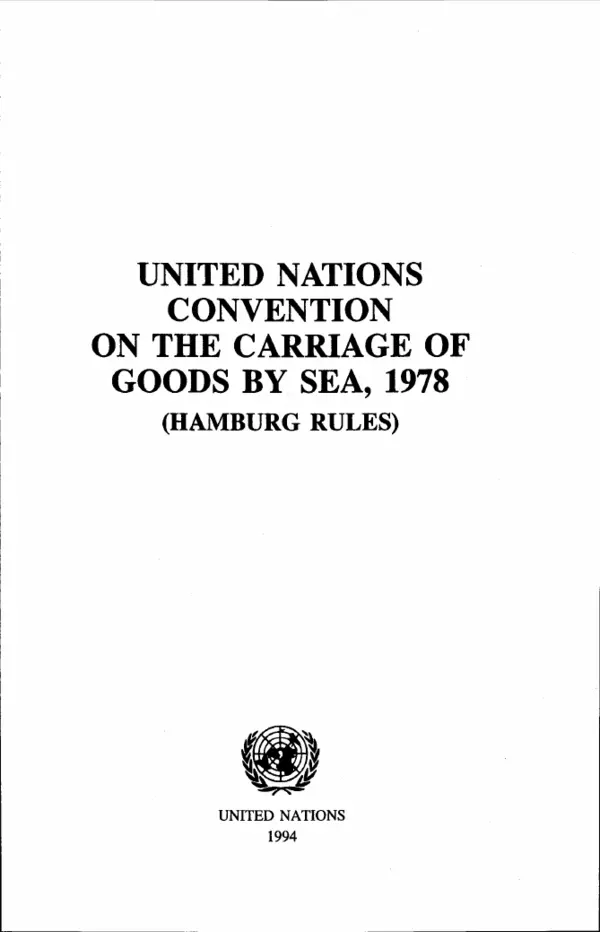 UNITED NATIONS
CONVENTION
ON THE CARRIAGE OF
GOODS BY SEA, 1978
(HAMBURG RULES)
UNITED NATIONS
1994